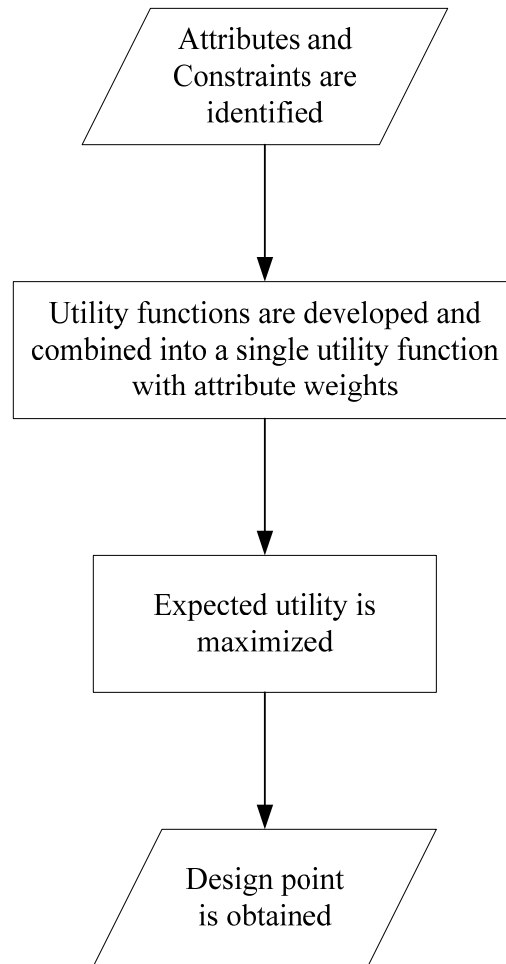 Attributes and
Constraints are
identified
Utility functions are developed and
combined into a single utility function
with attribute weights
Expected utility is
maximized
Design point
is obtained